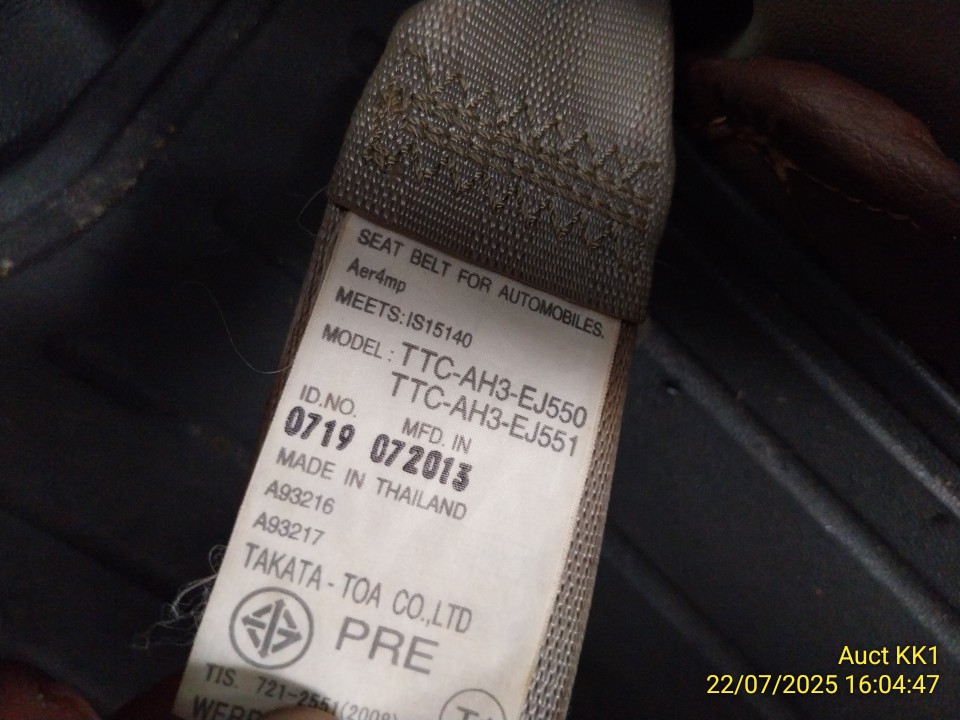 SEAT BELT FOR AUTOMOBILES.
Aer4mp
MEETS:IS15140
MODEL: TTC-AH3-EJ550
TTC-AH3-EJ551
ID.NO. MFD. IN
0719 072013
MADE IN THAILAND
A93216
A93217
TAKATA-TOA CO.,LTD
PRE
TIS. 721-2551(2008)
Auct KK1
22/07/2025 16:04:47